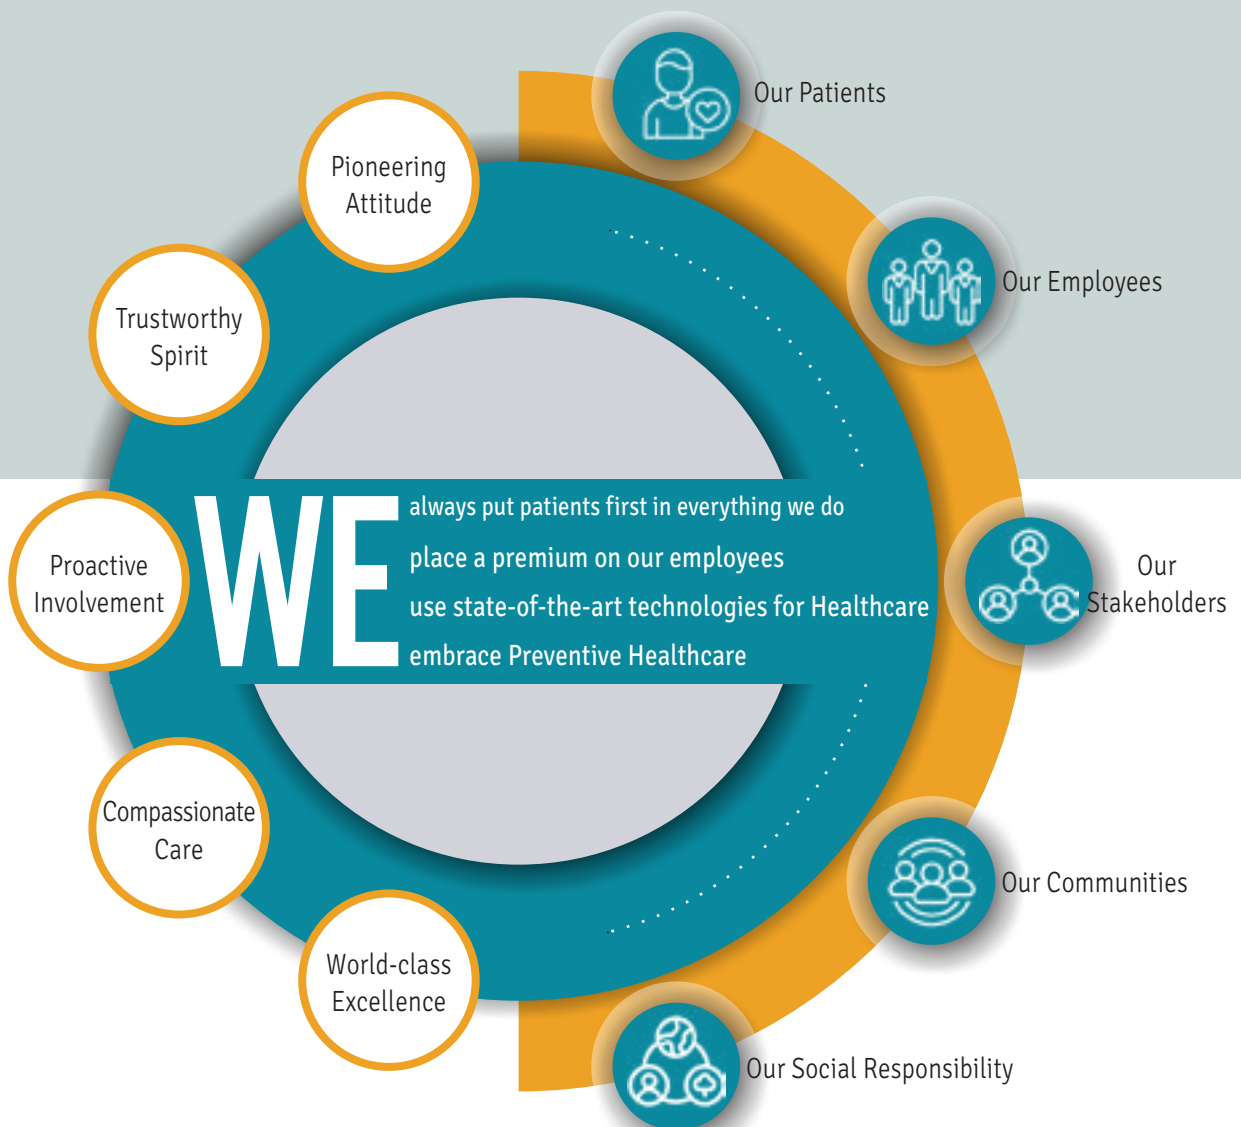 Our Patients
Pioneering
Attitude
Our Employees
Trustworthy
Spirit
WE
always put patients first in everything we do
place a premium on our employees
use state-of-the-art technologies for Healthcare
embrace Preventive Healthcare
Proactive
Involvement
Our
Stakeholders
Compassionate
Care
Our Communities
World-class
Excellence
Our Social Responsibility